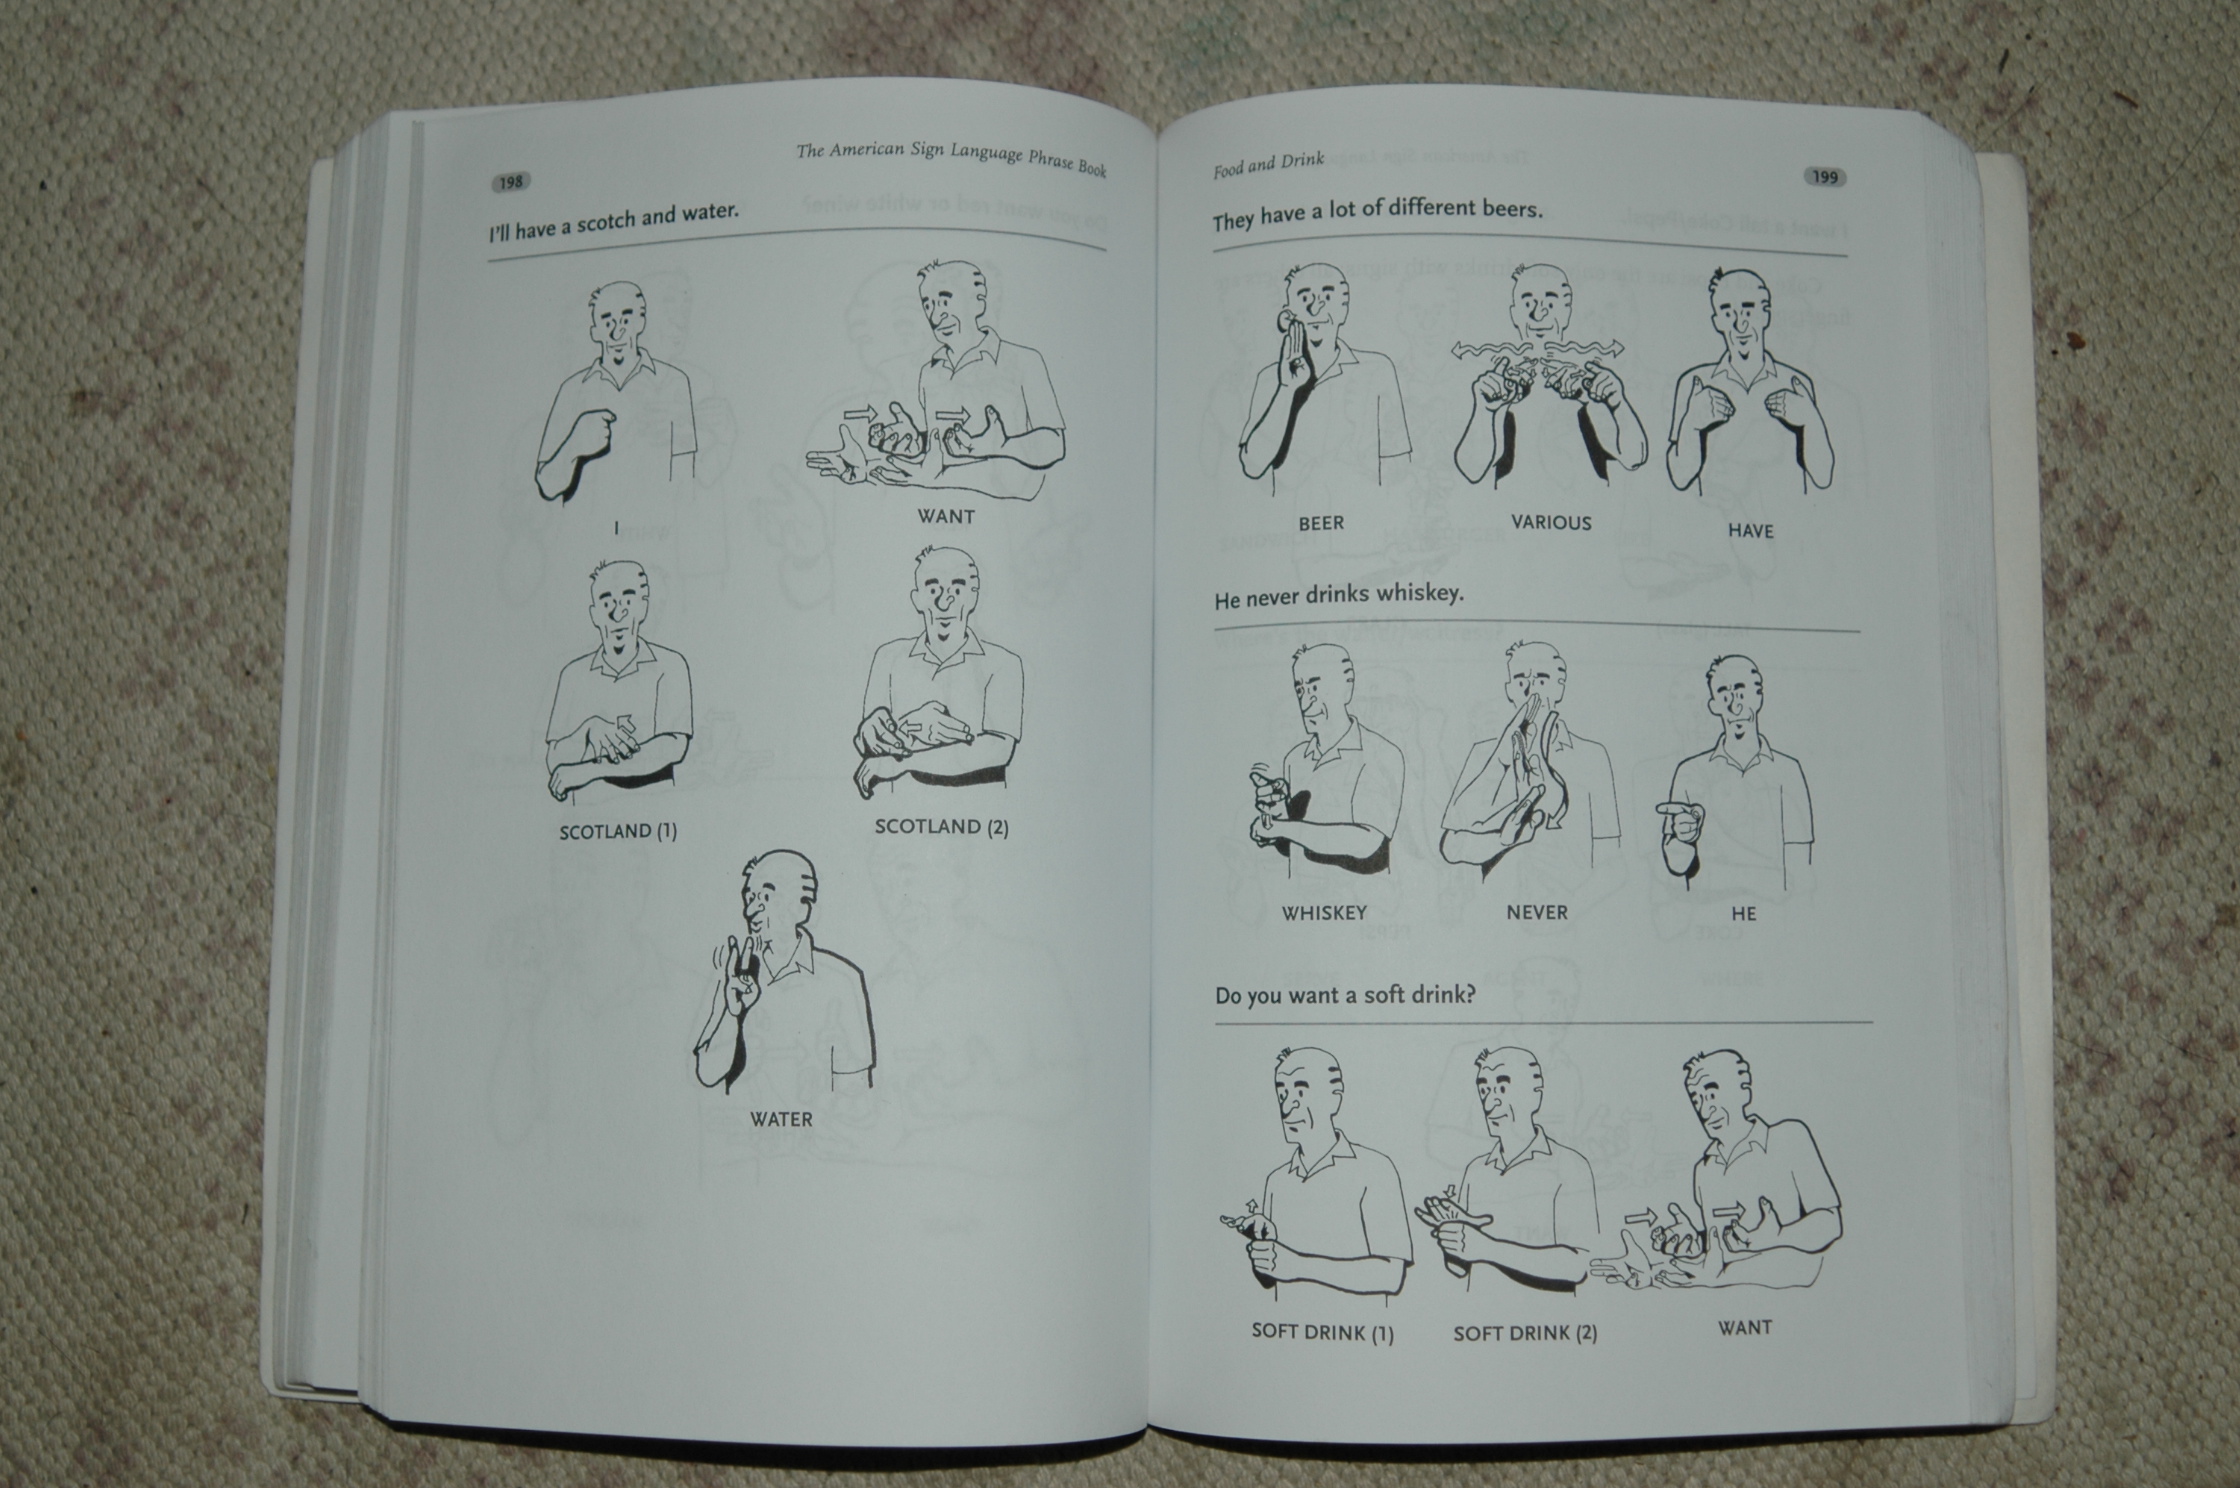 198
The American Sign Language Phrase Book
I'll have a scotch and water.
I
WANT
SCOTLAND (1)
SCOTLAND (2)
WATER
Food and Drink
199
They have a lot of different beers.
BEER
VARIOUS
HAVE
He never drinks whiskey.
WHISKEY
NEVER
HE
Do you want a soft drink?
SOFT DRINK (1)
SOFT DRINK (2)
WANT